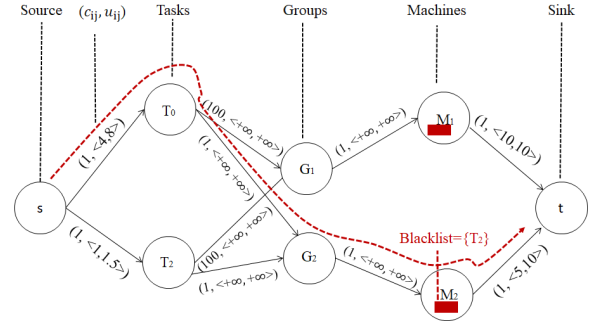 Source
(c_ij, u_ij)
Tasks
Groups
Machines
Sink
T₀
(1, <4,8>)
(100, <+∞, +∞>)
(1, <+∞, +∞>)
(1, <+∞, +∞>)
M₁
(1, <10,10>)
G₁
s
t
(1, <1,1.5>)
(100, <+∞, +∞>)
Blacklist={T₂}
T₂
(1, <+∞, +∞>)
G₂
(1, <+∞, +∞>)
M₂
(1, <5,10>)